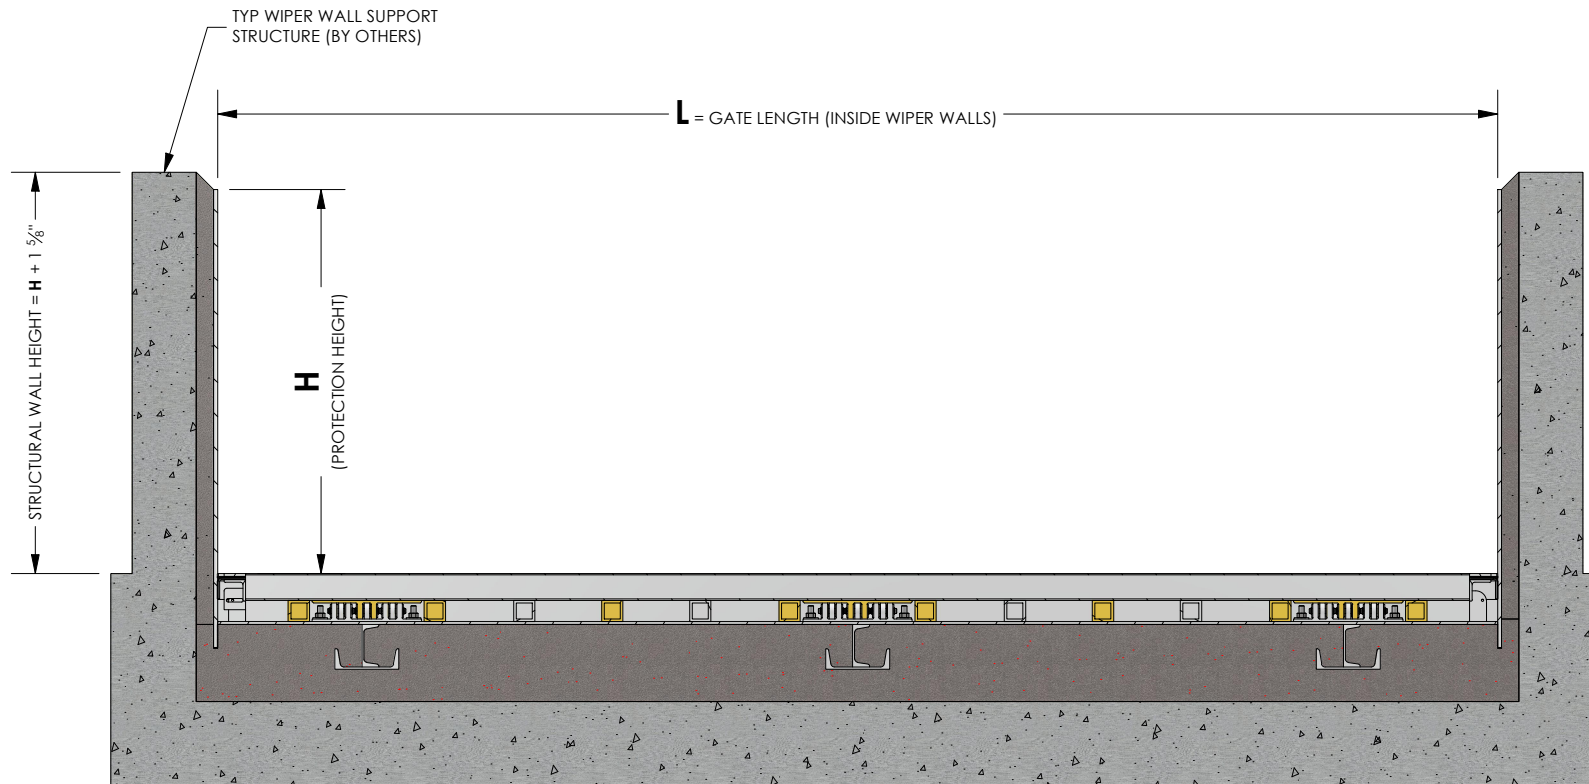 TYP WIPER WALL SUPPORT
STRUCTURE (BY OTHERS)
L = GATE LENGTH (INSIDE WIPER WALLS)
STRUCTURAL WALL HEIGHT = H + 1 5/8"
H
(PROTECTION HEIGHT)